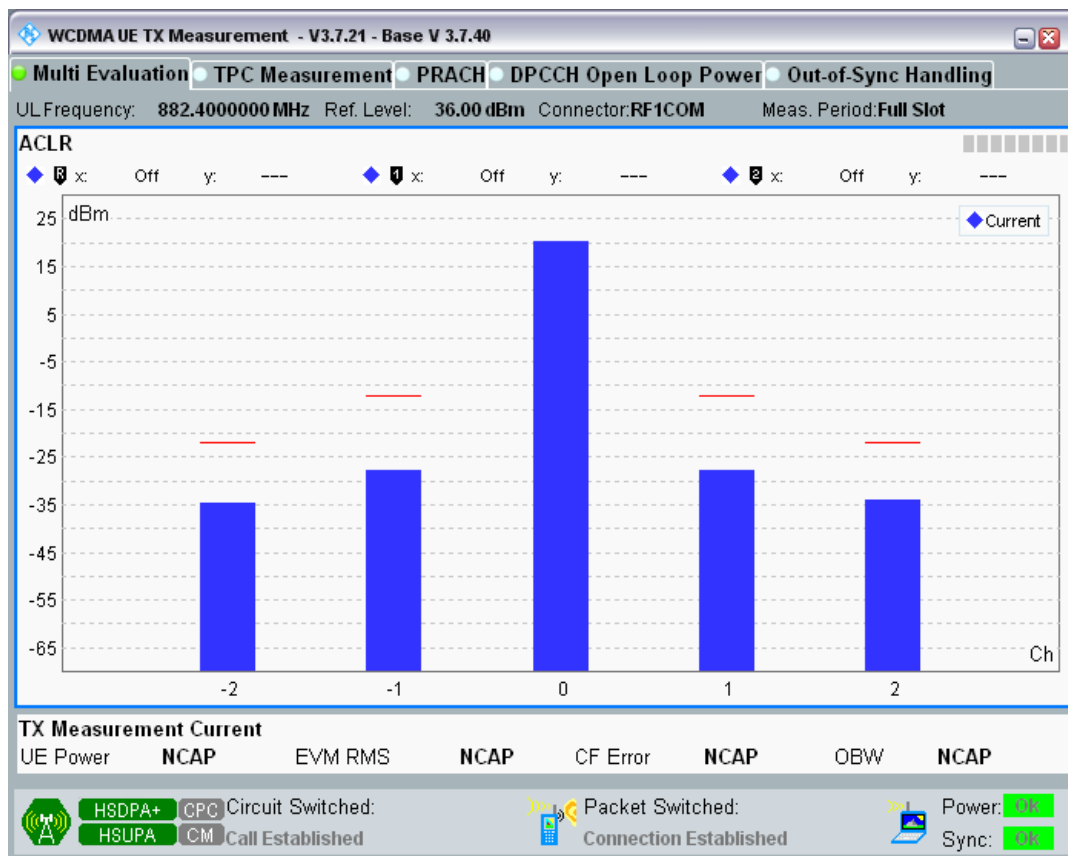 WCDMA UE TX Measurement - V3.7.21 - Base V 3.7.40
Multi Evaluation TPC Measurement PRACH DPCCH Open Loop Power Out-of-Sync Handling
UL Frequency: 882.4000000 MHz Ref. Level: 36.00 dBm Connector:RF1COM Meas. Period:Full Slot
ACLR
R x: Off y: --- 1 x: Off y: --- 2 x: Off y: ---
dBm
Current
25
15
5
-5
-15
-25
-35
-45
-55
-65
Ch
-2 -1 0 1 2
TX Measurement Current
UE Power NCAP EVM RMS NCAP CF Error NCAP OBW NCAP
HSDPA+ CPC Circuit Switched: Packet Switched: Power: OK
HSUPA CM Call Established Connection Established Sync: OK